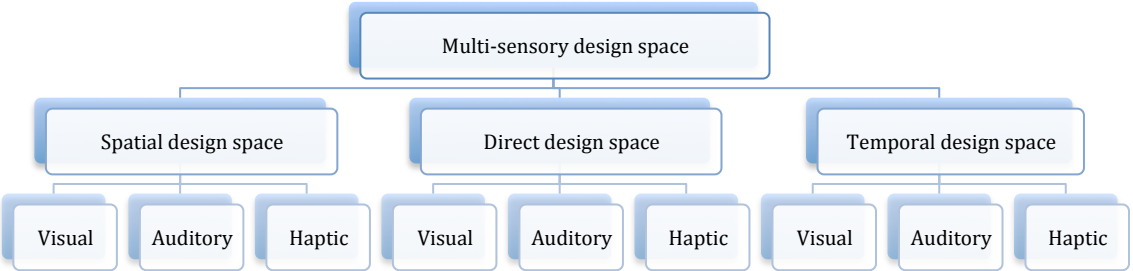 Multi-sensory design space
Spatial design space
Direct design space
Temporal design space
Visual
Auditory
Haptic
Visual
Auditory
Haptic
Visual
Auditory
Haptic